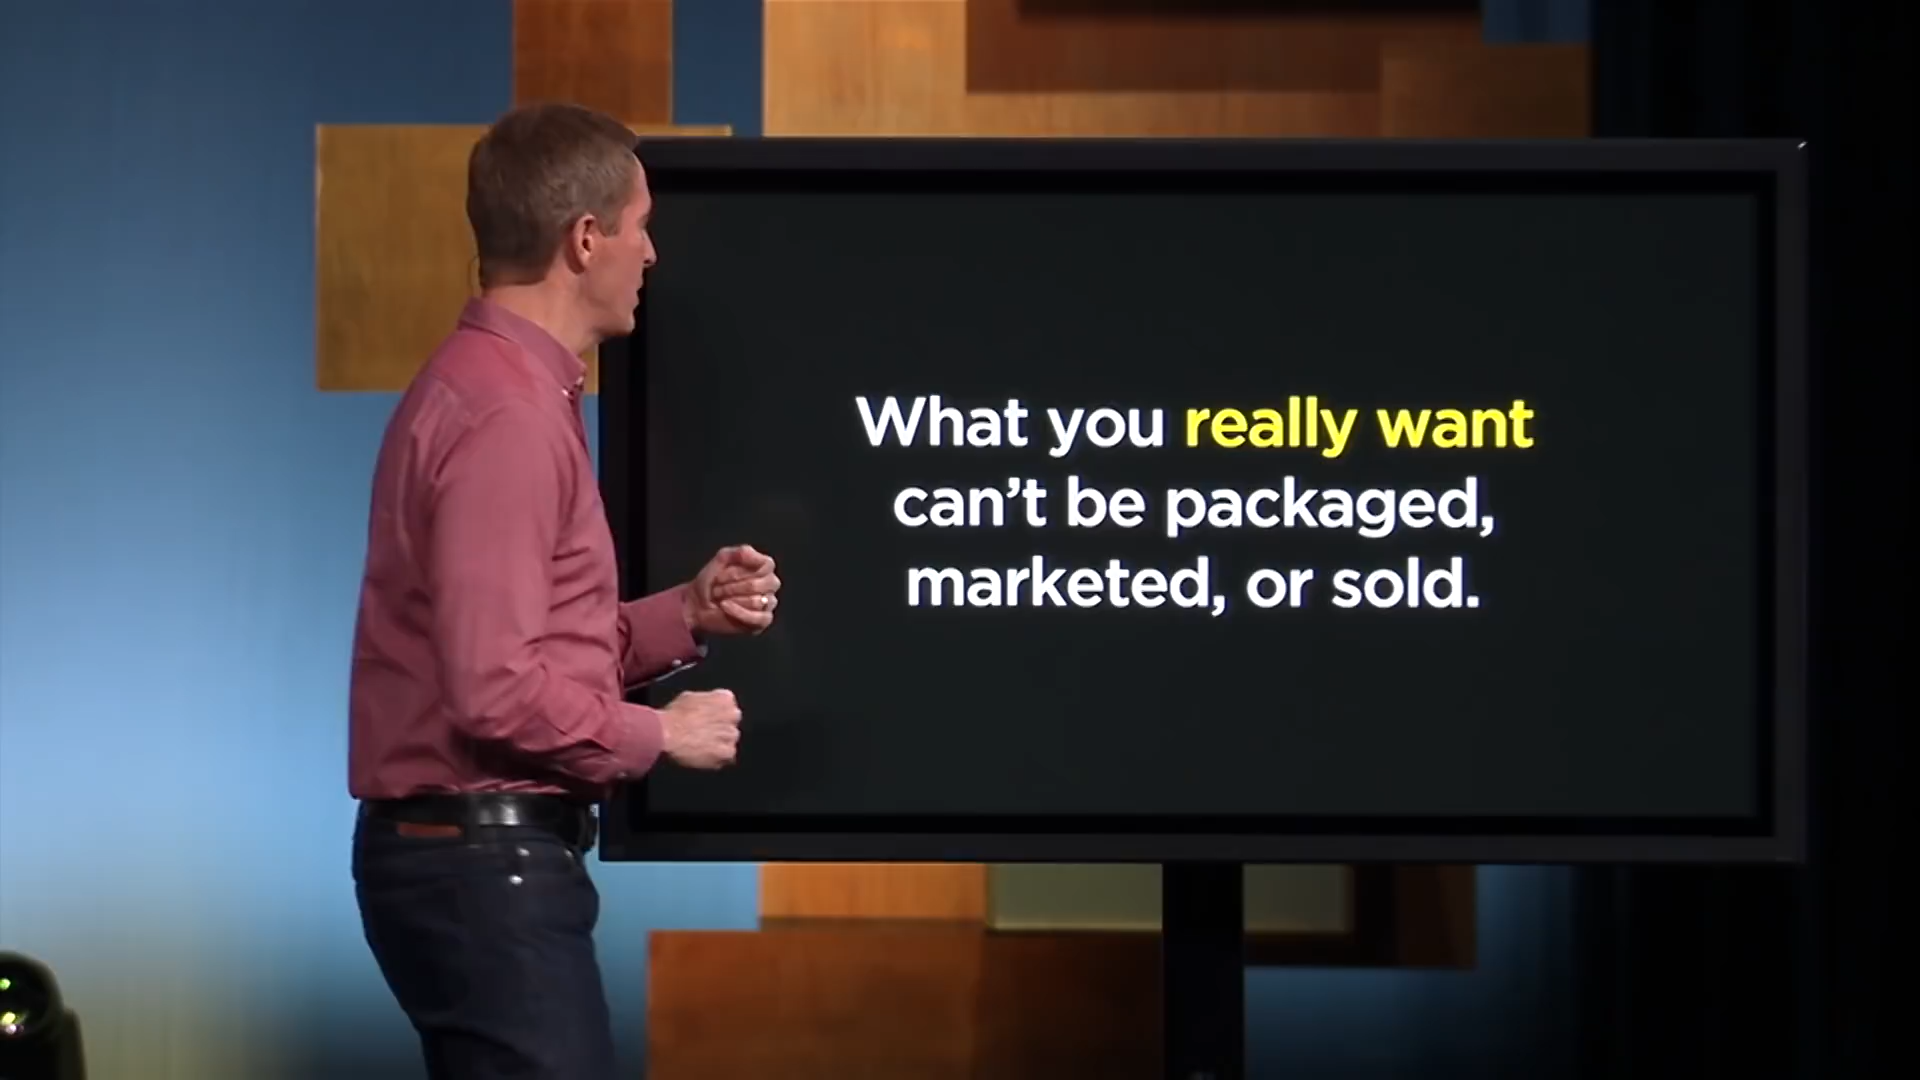 What you really want
can’t be packaged,
marketed, or sold.